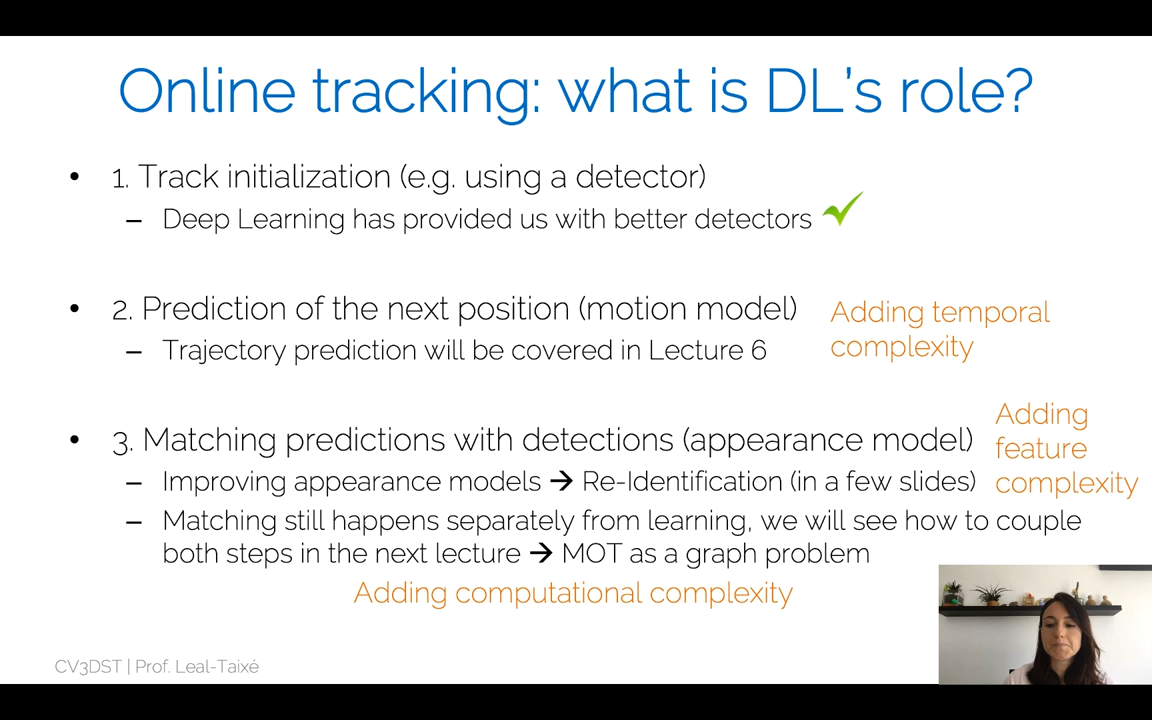 Online tracking: what is DL's role?
• 1. Track initialization (e.g. using a detector)
– Deep Learning has provided us with better detectors
• 2. Prediction of the next position (motion model)
Adding temporal
complexity
– Trajectory prediction will be covered in Lecture 6
• 3. Matching predictions with detections (appearance model)
Adding
feature
complexity
– Improving appearance models → Re-Identification (in a few slides)
– Matching still happens separately from learning, we will see how to couple
both steps in the next lecture → MOT as a graph problem
Adding computational complexity
CV3DST | Prof. Leal-Taixé